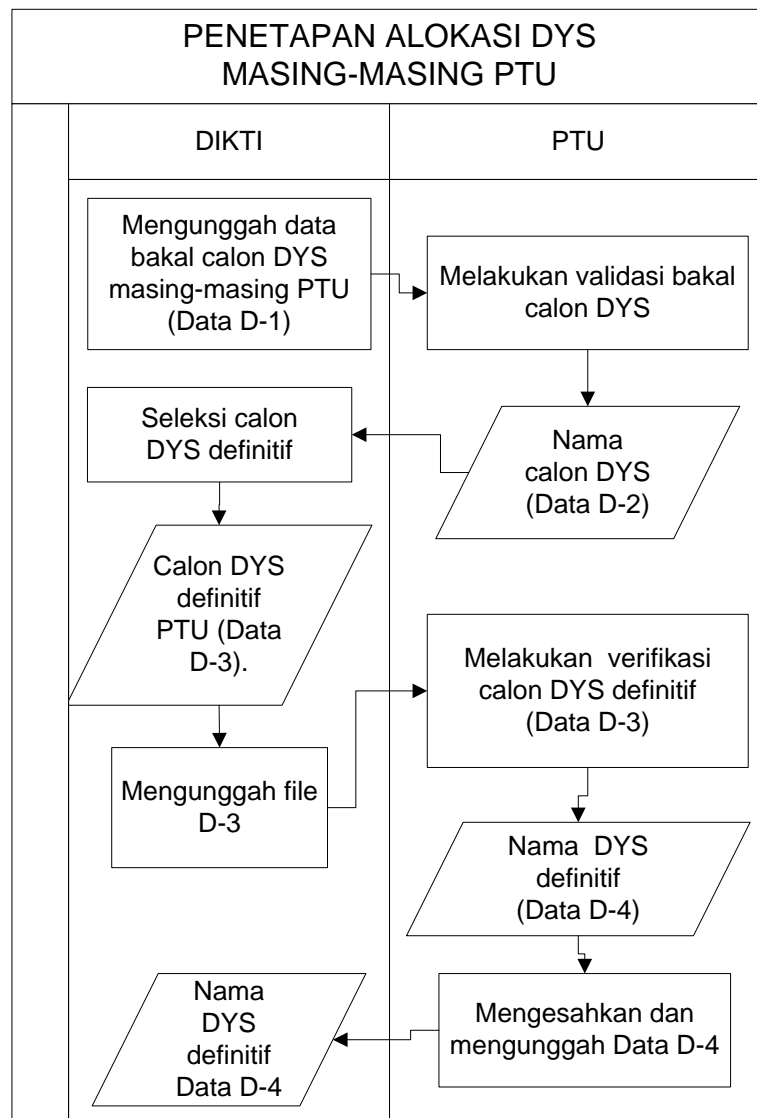 PENETAPAN ALOKASI DYS
MASING-MASING PTU
DIKTI
PTU
Mengunggah data
bakal calon DYS
masing-masing PTU
(Data D-1)
Melakukan validasi bakal
calon DYS
Nama
calon DYS
(Data D-2)
Seleksi calon
DYS definitif
Calon DYS
definitif
PTU (Data
D-3).
Mengunggah file
D-3
Melakukan verifikasi
calon DYS definitif
(Data D-3)
Nama DYS
definitif
(Data D-4)
Mengesahkan dan
mengunggah Data D-4
Nama
DYS
definitif
Data D-4